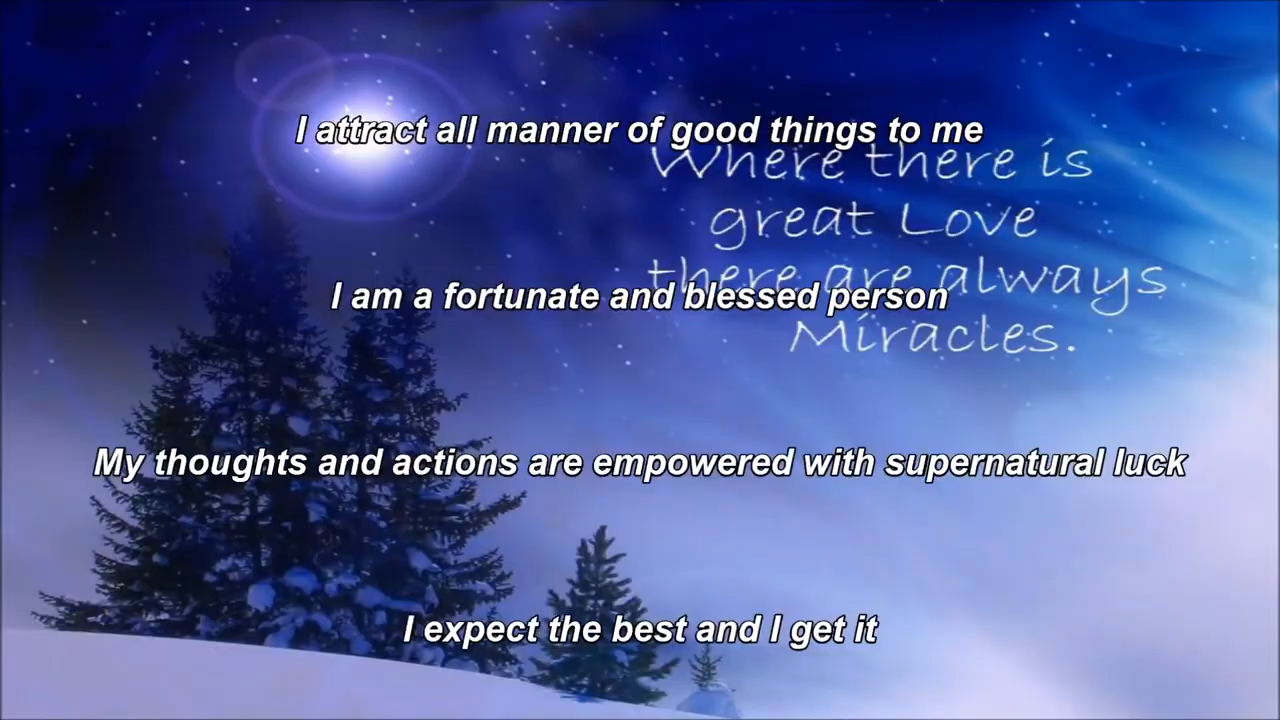 I attract all manner of good things to me
Where there is
great Love
there are always
I am a fortunate and blessed person
Miracles.
My thoughts and actions are empowered with supernatural luck
I expect the best and I get it